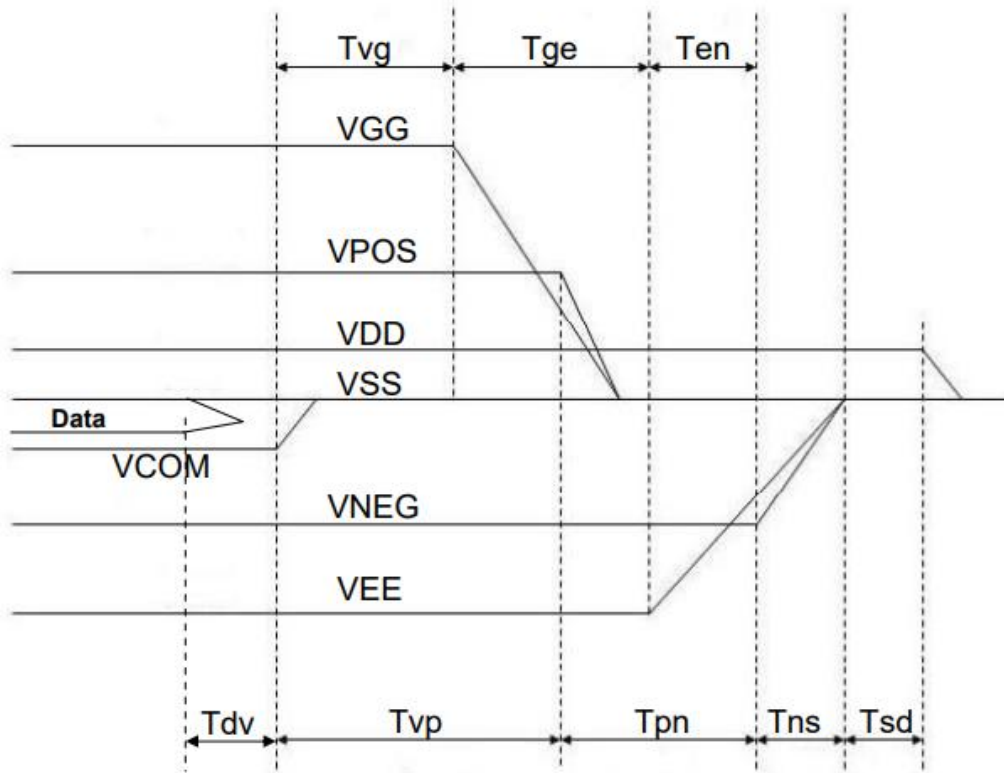 Tvg Tge Ten
VGG
VPOS
VDD
VSS
Data
VCOM
VNEG
VEE
Tdv Tvp Tpn Tns Tsd